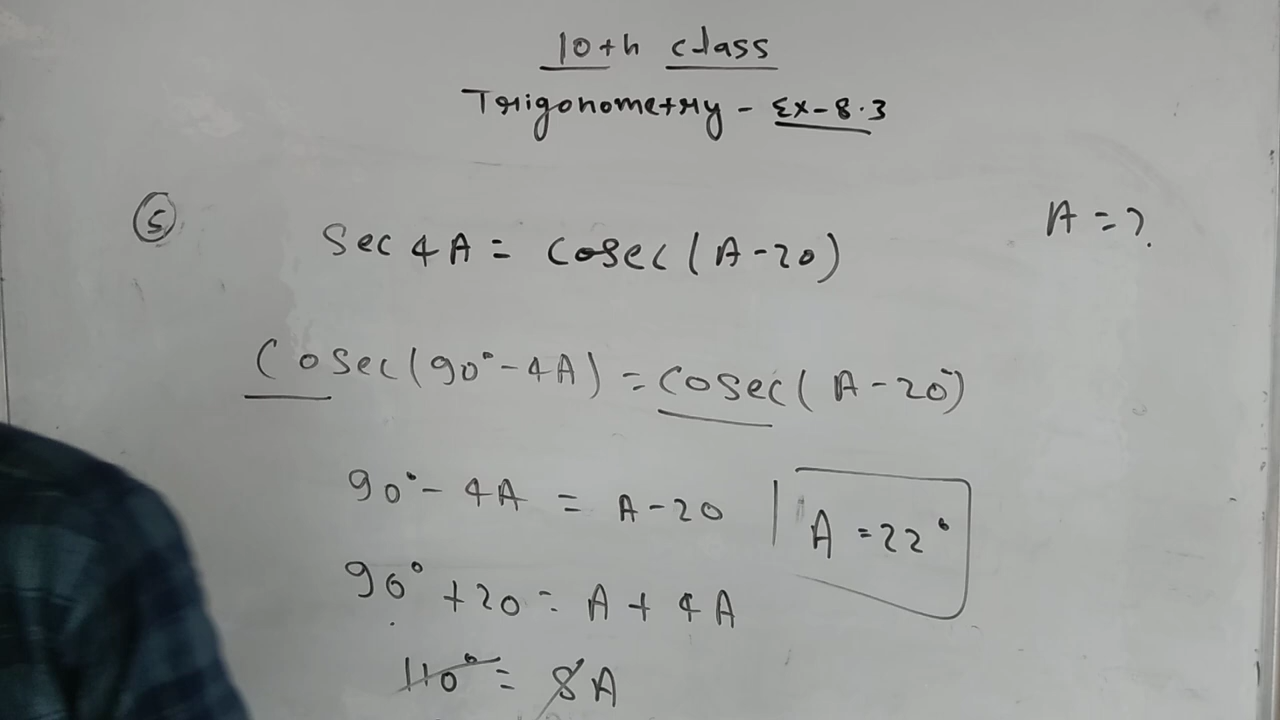 10th class
Trigonometry - Ex-8.3
5 Sec 4A = Cosec(A-20) A = ?
Cosec(90°-4A) = Cosec(A-20°)
90°-4A = A-20 | A = 22°
90°+20 = A+4A
110° = 5A